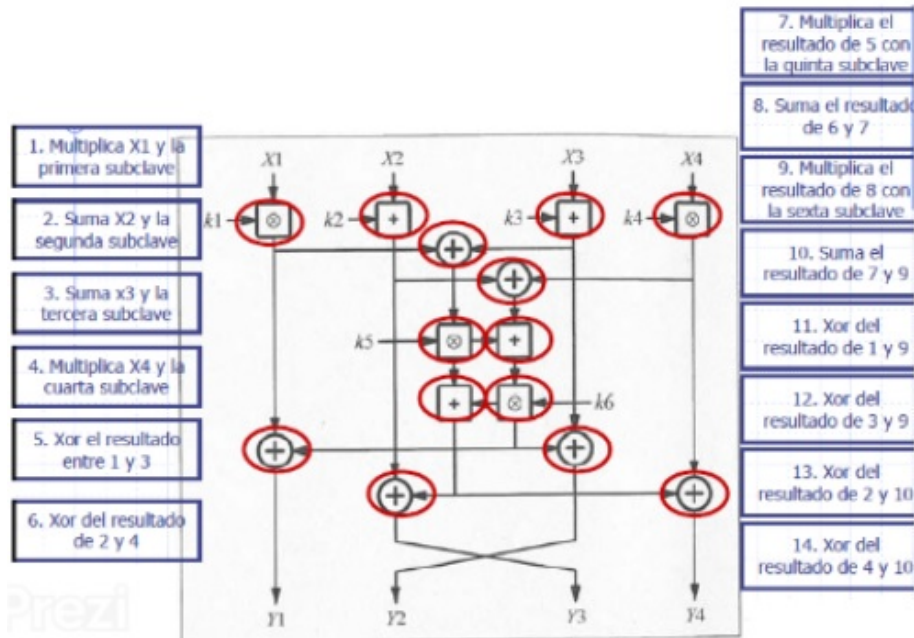 1. Multiplica X1 y la
primera subclave
2. Suma X2 y la
segunda subclave
3. Suma x3 y la
tercera subclave
4. Multiplica X4 y la
cuarta subclave
5. Xor el resultado
entre 1 y 3
6. Xor del resultado
de 2 y 4
X1 X2 X3 X4
k1 k2 k3 k4
k5
k6
Y1 Y2 Y3 Y4
7. Multiplica el
resultado de 5 con
la quinta subclave
8. Suma el resultado
de 6 y 7
9. Multiplica el
resultado de 8 con
la sexta subclave
10. Suma el
resultado de 7 y 9
11. Xor del
resultado de 1 y 9
12. Xor del
resultado de 3 y 9
13. Xor del
resultado de 2 y 10
14. Xor del
resultado de 4 y 10
Prezi